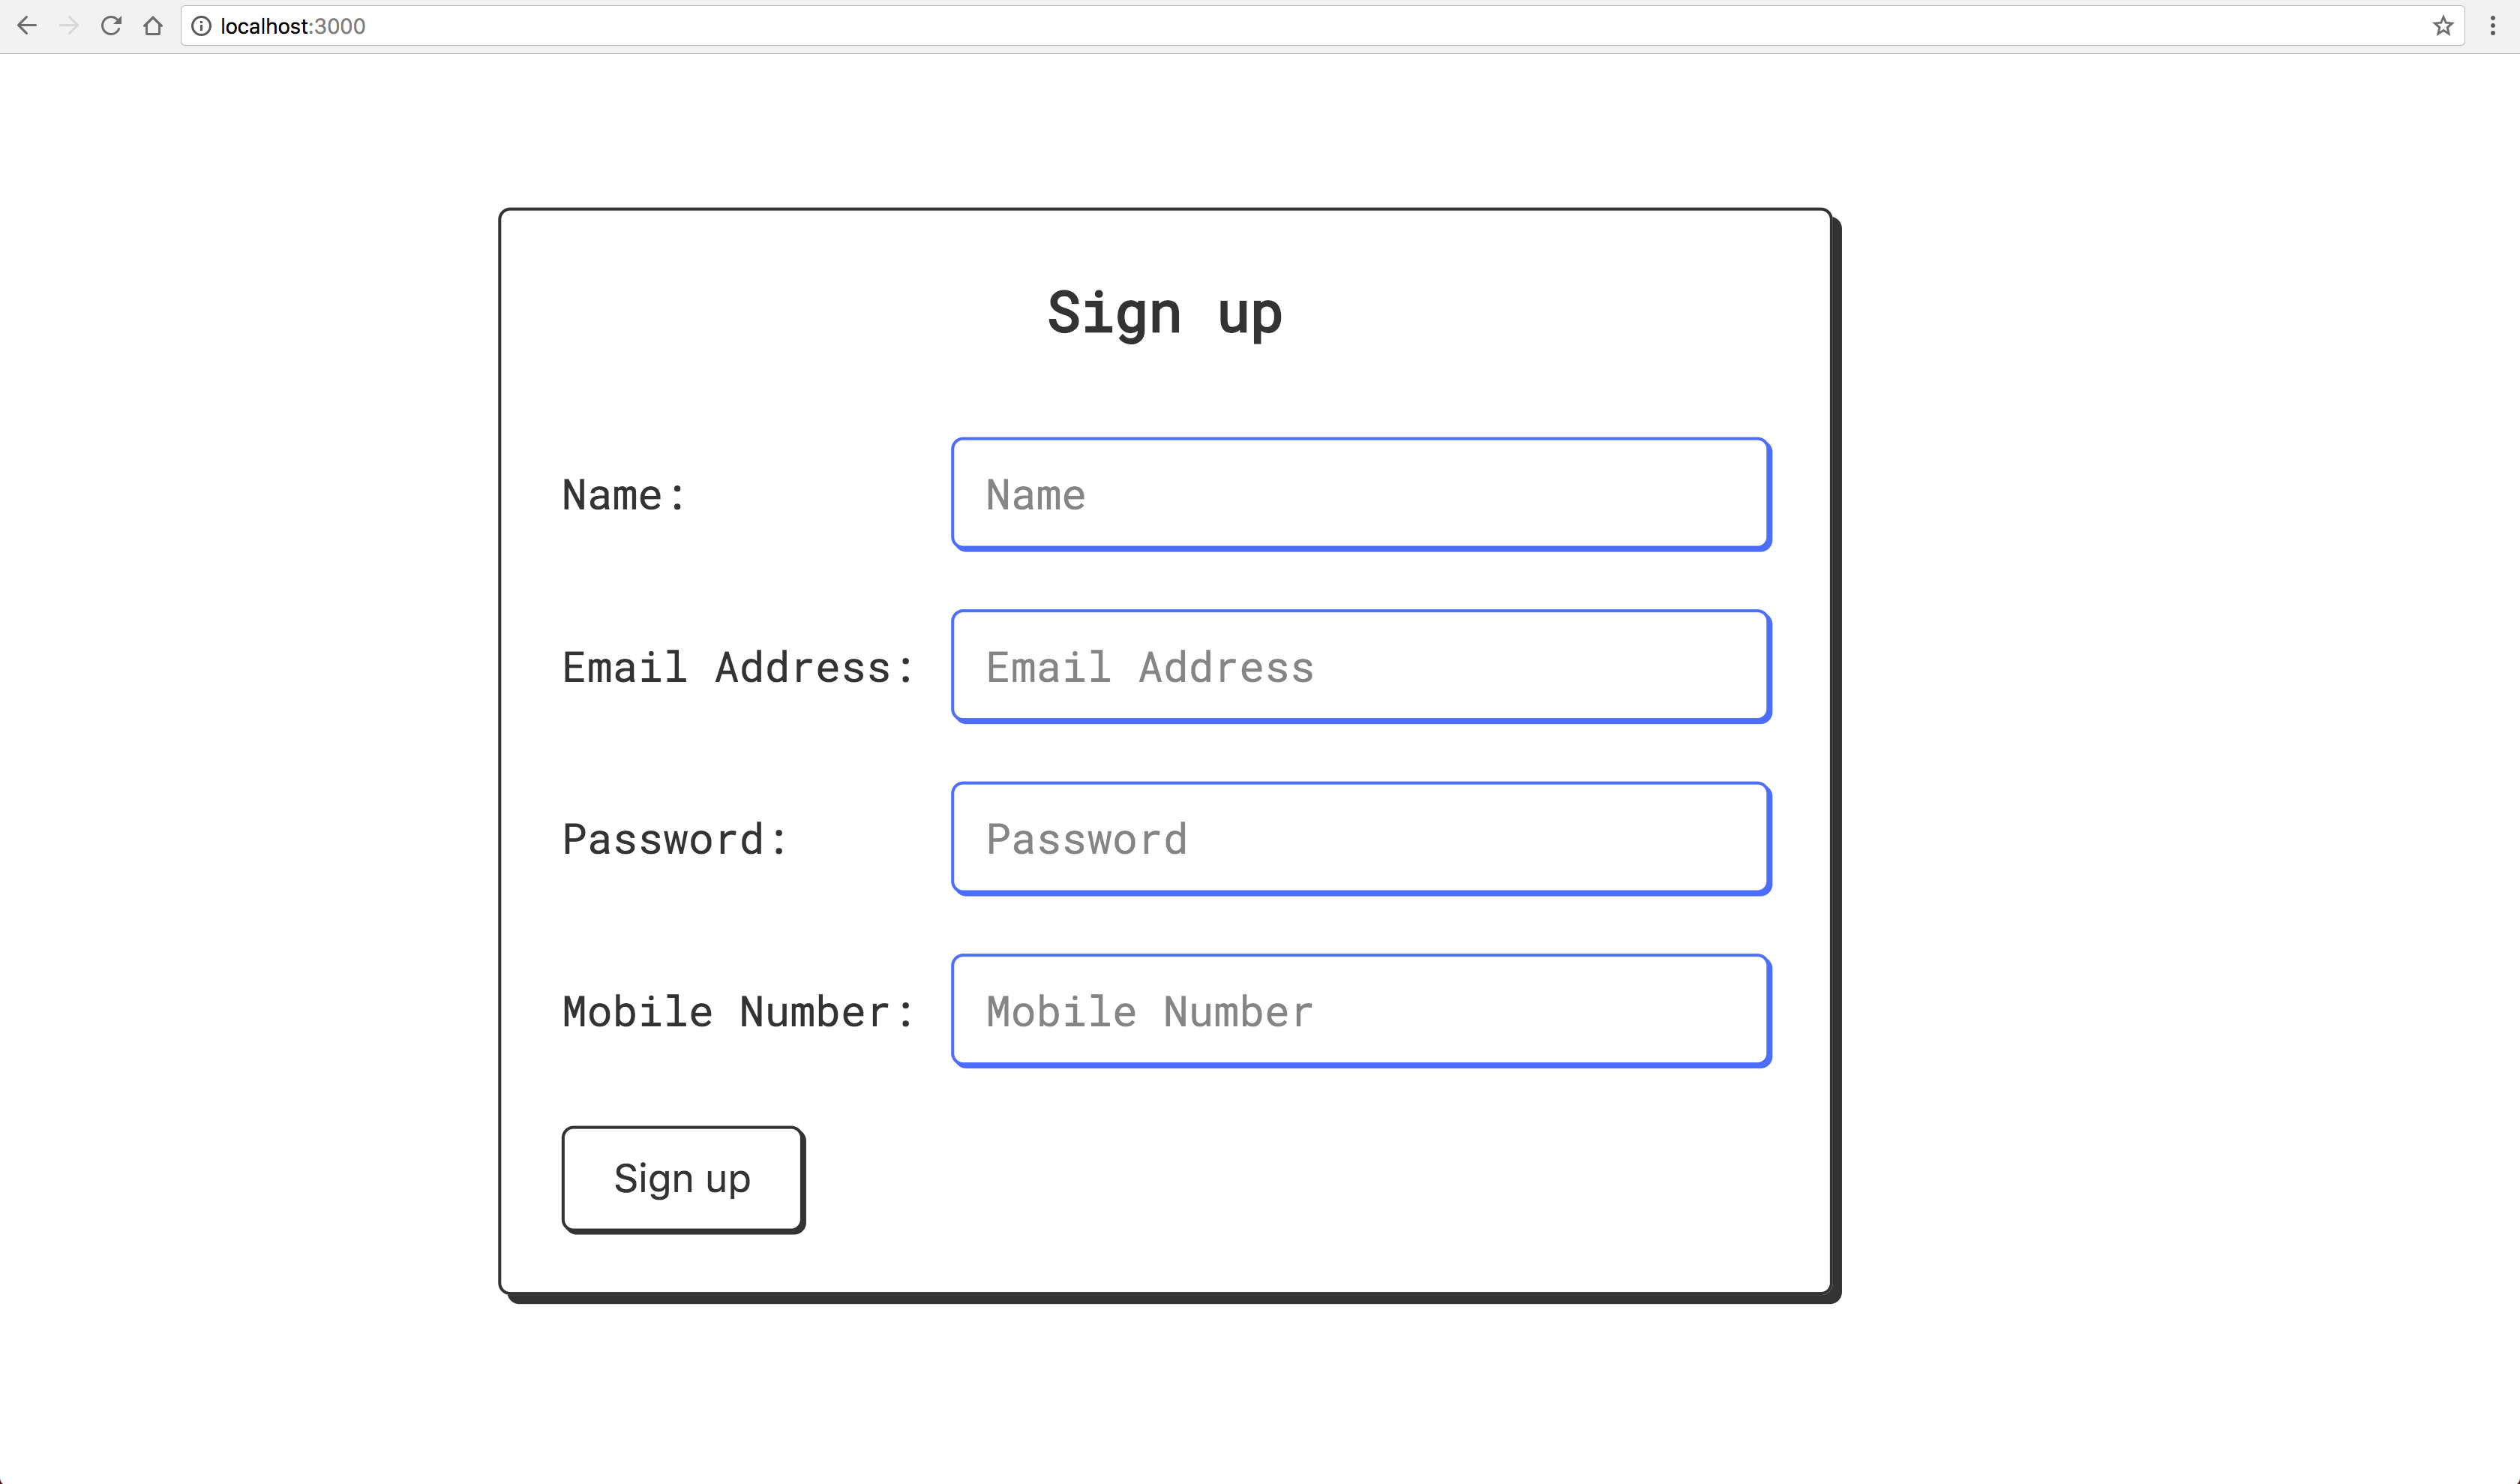 localhost:3000
Sign up
Name: Name
Email Address: Email Address
Password: Password
Mobile Number: Mobile Number
Sign up